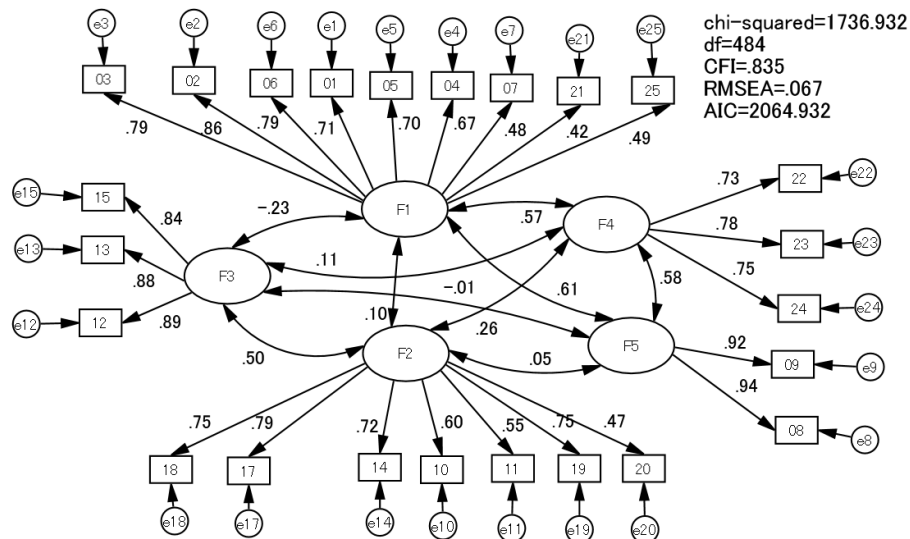 e3 e2 e6 e1 e5 e4 e7 e21 e25
chi-squared=1736.932
df=484
CFI=.835
RMSEA=.067
AIC=2064.932
03 02 06 01 05 04 07 21 25
.79 .86 .79 .71 .70 .67 .48 .42 .49
e15 15 .84
e13 13 .88
e12 12 .89
F1
F4
F3
F2
F5
-.23
.57
.11
-.01
.61
.58
.10
.26
.50
.05
.73 22 e22
.78 23 e23
.75 24 e24
.92 09 e9
.94 08 e8
.75 .79 .72 .60 .55 .75 .47
18 17 14 10 11 19 20
e18 e17 e14 e10 e11 e19 e20